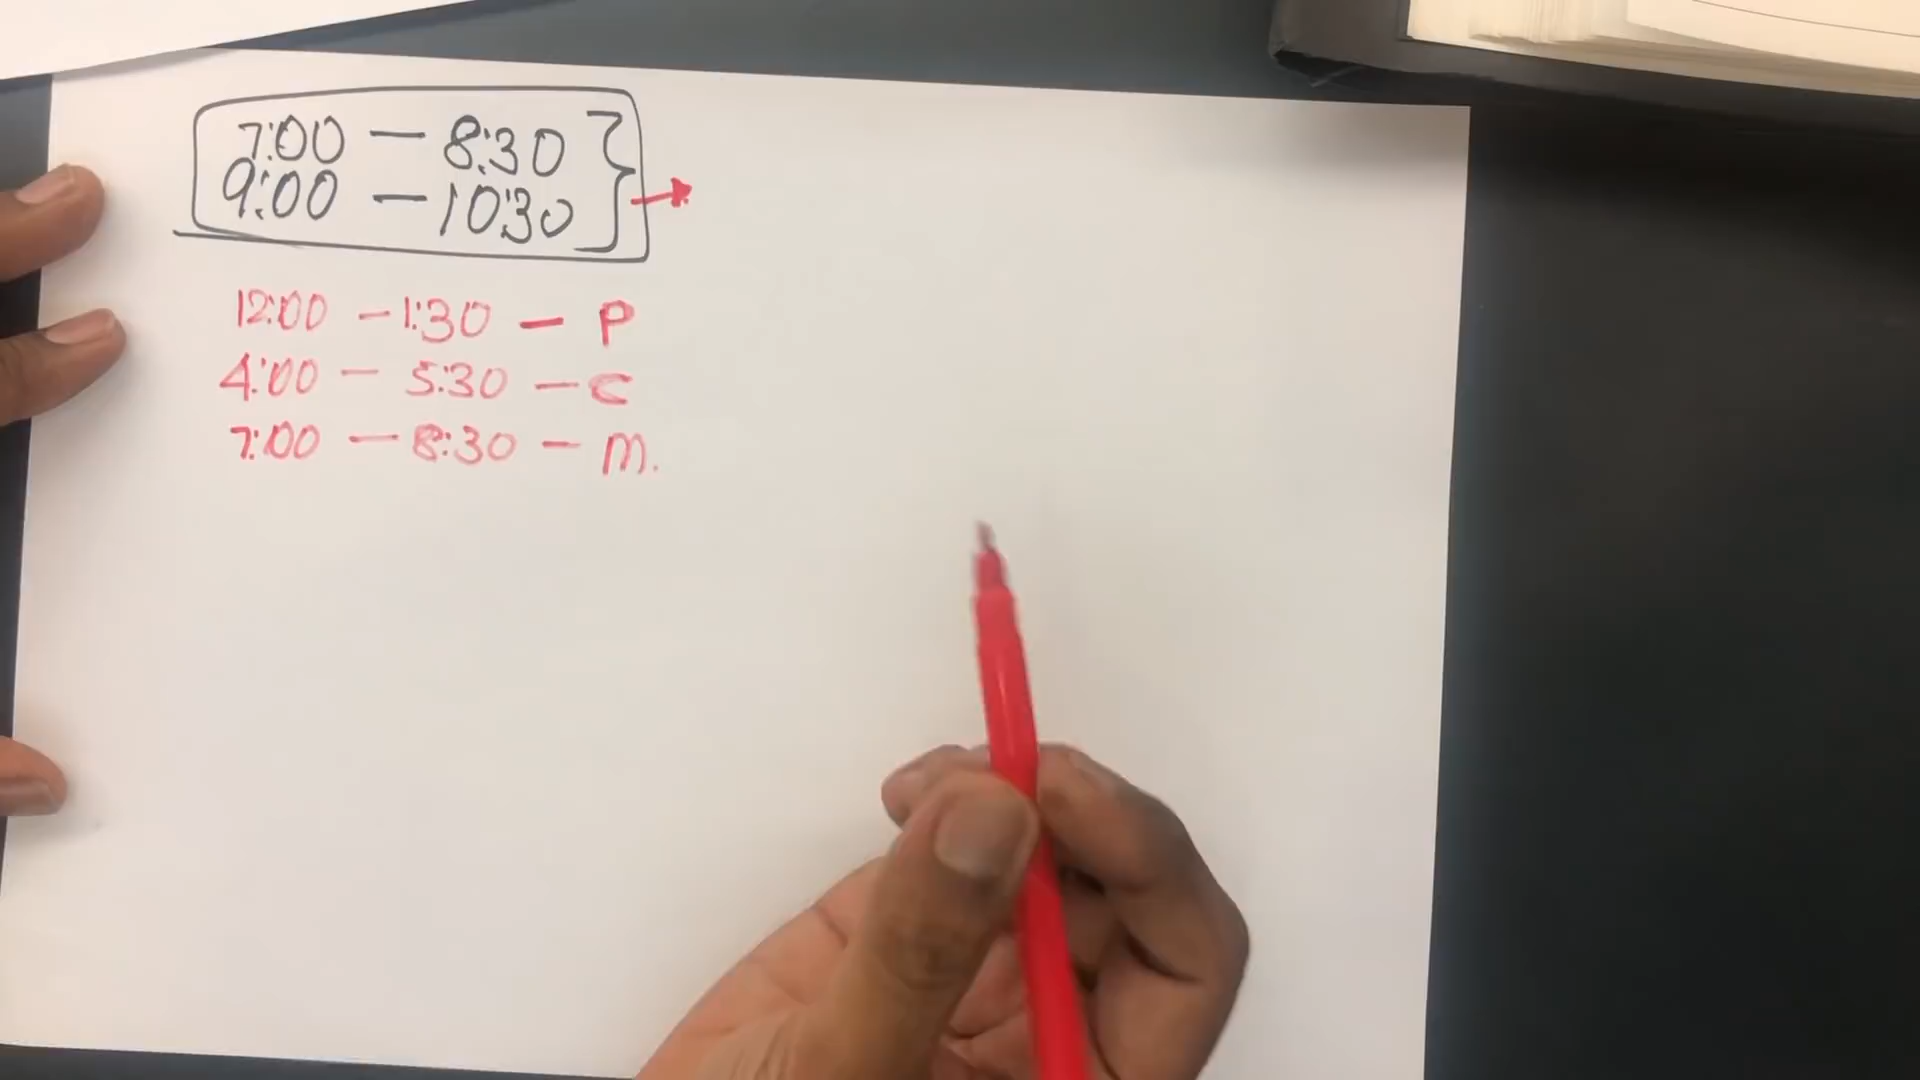 7:00 — 8:30
9:00 — 10:30
12:00 — 1:30 — P
4:00 — 5:30 — C
7:00 — 8:30 — M.